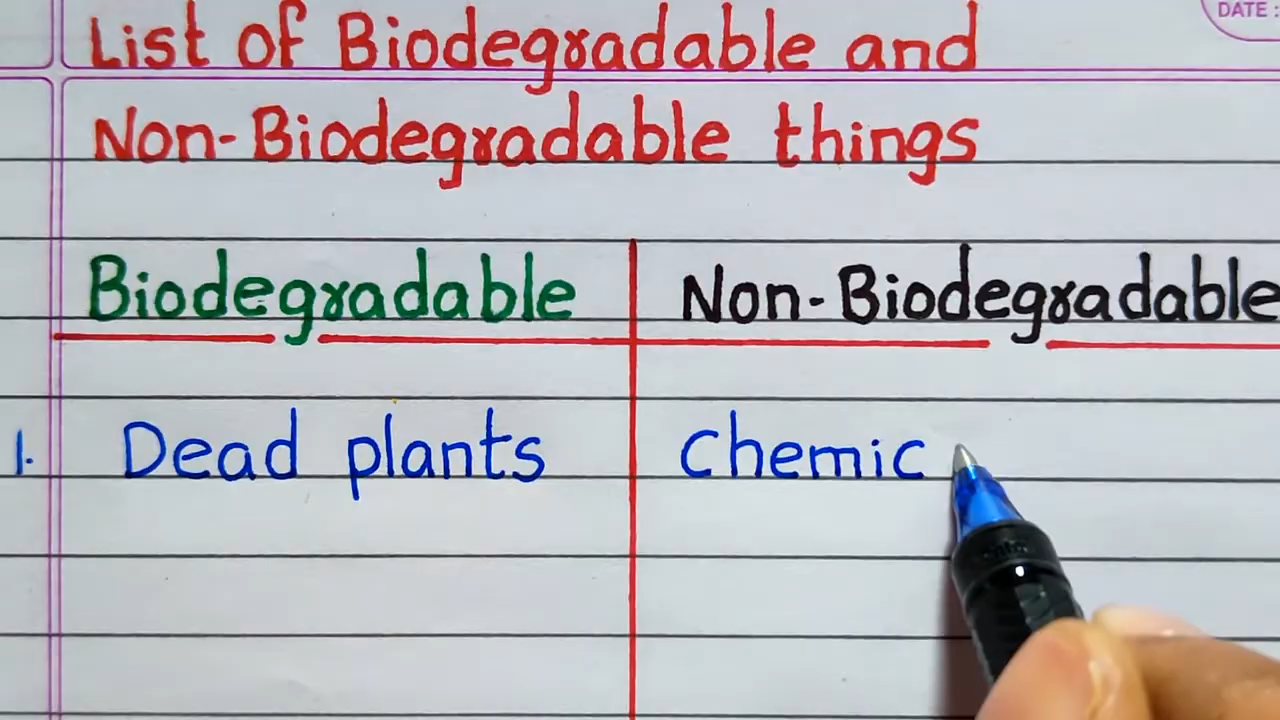 DATE :
List of Biodegradable and
Non-Biodegradable things
Biodegradable Non-Biodegradable
1. Dead plants Chemic